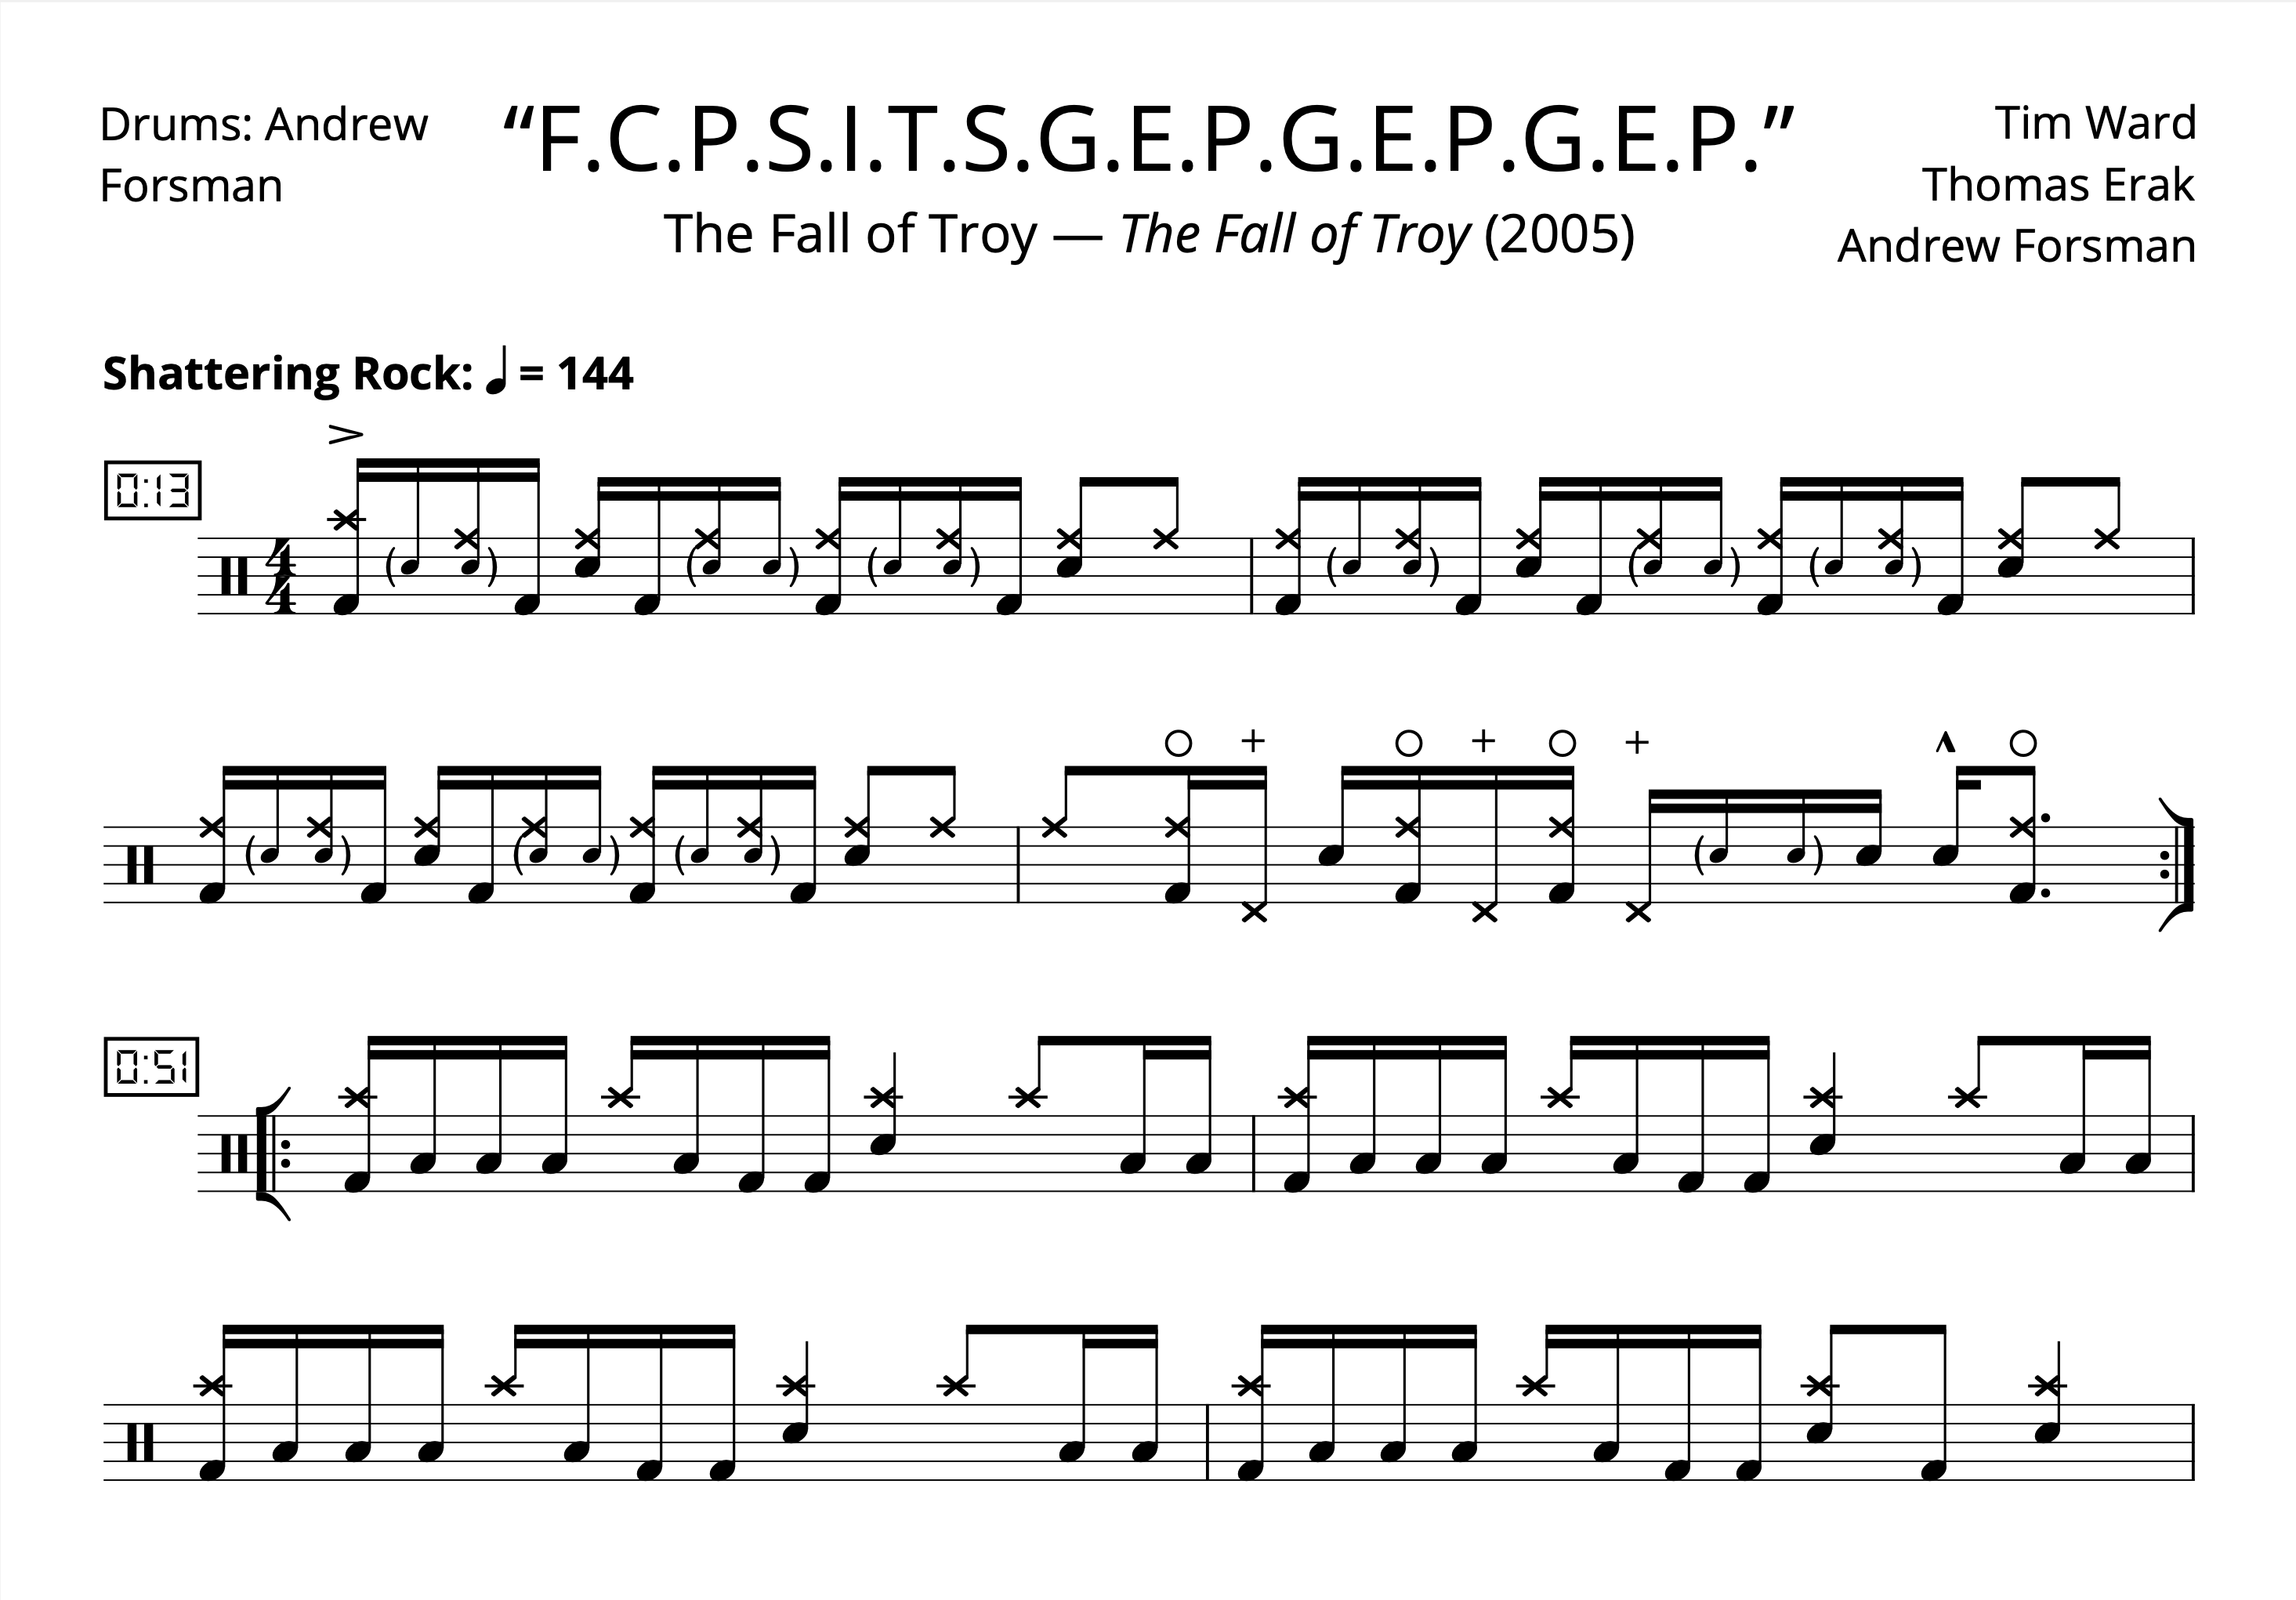 Drums: Andrew
Forsman
“F.C.P.S.I.T.S.G.E.P.G.E.P.G.E.P.”
The Fall of Troy — The Fall of Troy (2005)
Tim Ward
Thomas Erak
Andrew Forsman
Shattering Rock: ♩ = 144
0:13
4
4
0:51